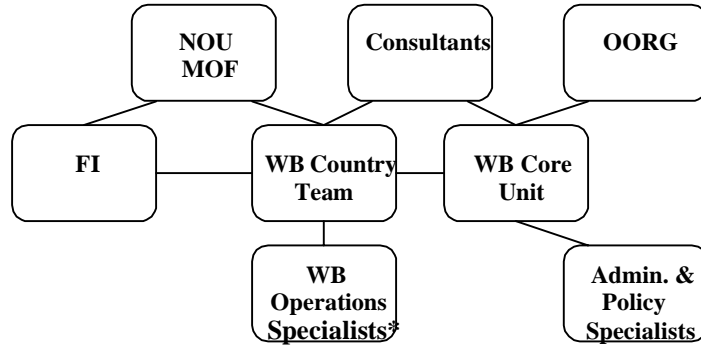 NOU
MOF
Consultants
OORG
FI
WB Country
Team
WB Core
Unit
WB
Operations
Specialists*
Admin. &
Policy
Specialists